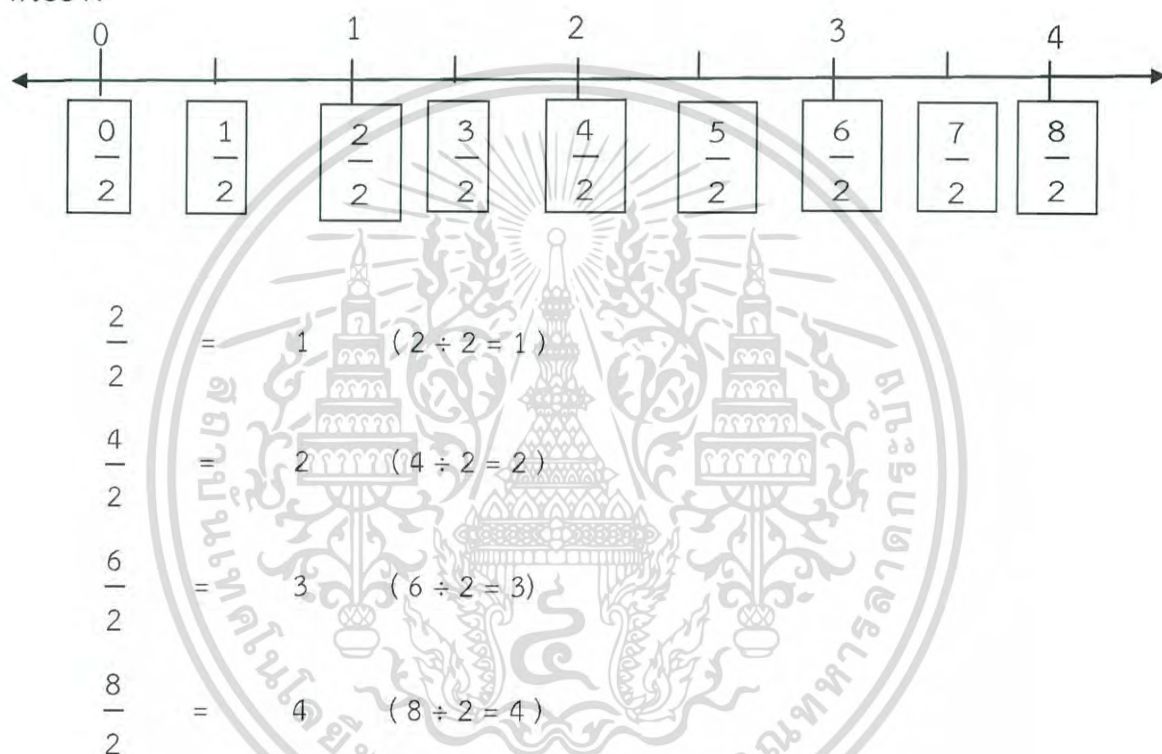 0 1 2 3 4
0/2 1/2 2/2 3/2 4/2 5/2 6/2 7/2 8/2
2/2 = 1 (2 ÷ 2 = 1)
4/2 = 2 (4 ÷ 2 = 2)
6/2 = 3 (6 ÷ 2 = 3)
8/2 = 4 (8 ÷ 2 = 4)